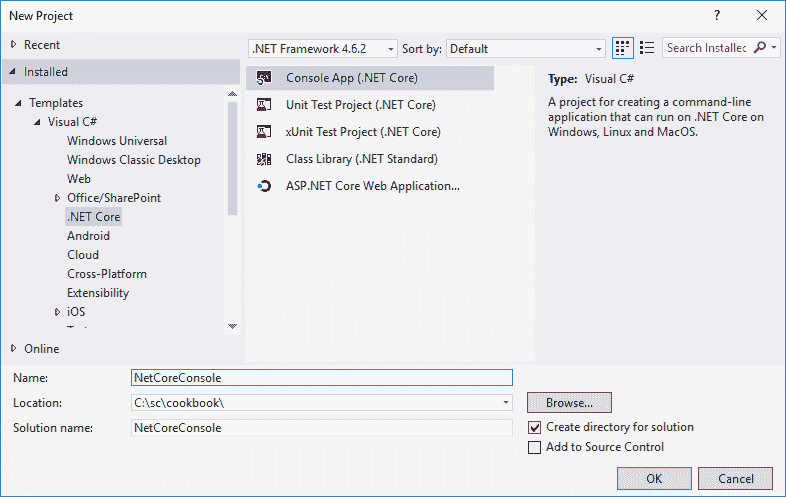 New Project
?
Recent
Installed
Templates
Visual C#
Windows Universal
Windows Classic Desktop
Web
Office/SharePoint
.NET Core
Android
Cloud
Cross-Platform
Extensibility
iOS
Online
.NET Framework 4.6.2
Sort by: Default
Search Installed
Console App (.NET Core)
Unit Test Project (.NET Core)
xUnit Test Project (.NET Core)
Class Library (.NET Standard)
ASP.NET Core Web Application...
Type: Visual C#
A project for creating a command-line
application that can run on .NET Core on
Windows, Linux and MacOS.
Name: NetCoreConsole
Location: C:\sc\cookbook\
Browse...
Solution name: NetCoreConsole
Create directory for solution
Add to Source Control
OK
Cancel